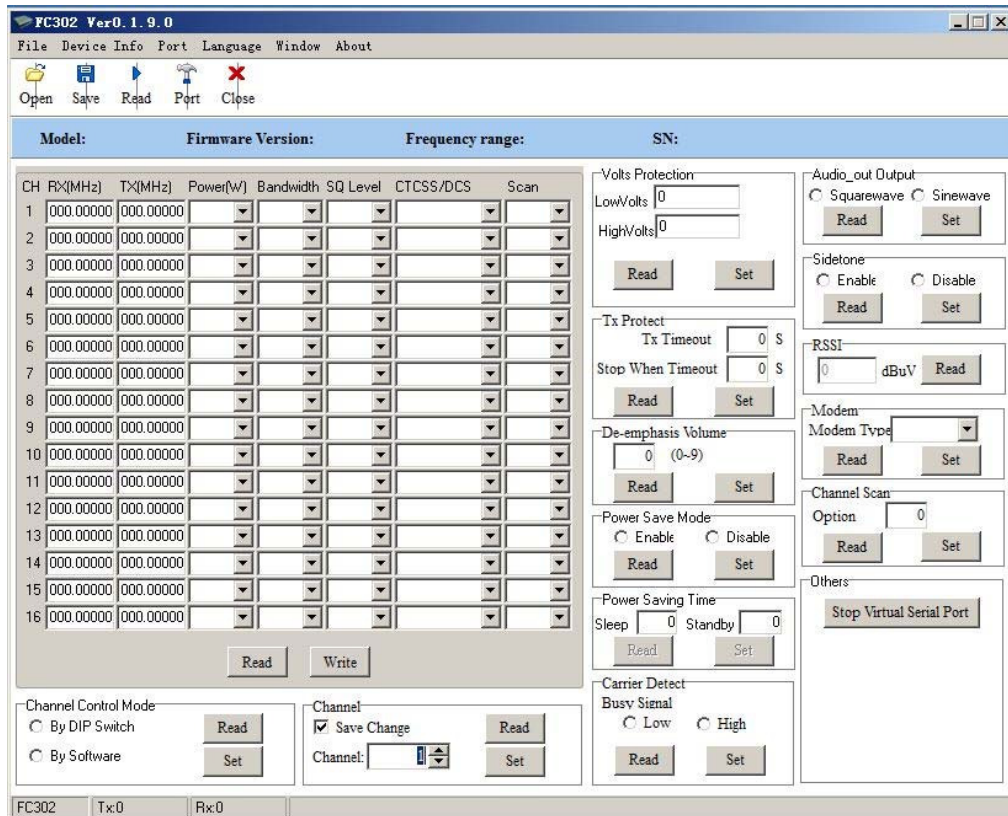 FC302 Ver0.1.9.0
File Device Info Port Language Window About
Open Save Read Port Close
Model: Firmware Version: Frequency range: SN:
CH RX(MHz) TX(MHz) Power(W) Bandwidth SQ Level CTCSS/DCS Scan
1 000.00000 000.00000
2 000.00000 000.00000
3 000.00000 000.00000
4 000.00000 000.00000
5 000.00000 000.00000
6 000.00000 000.00000
7 000.00000 000.00000
8 000.00000 000.00000
9 000.00000 000.00000
10 000.00000 000.00000
11 000.00000 000.00000
12 000.00000 000.00000
13 000.00000 000.00000
14 000.00000 000.00000
15 000.00000 000.00000
16 000.00000 000.00000
Read Write
Channel Control Mode
By DIP Switch Read
By Software Set
Channel
Save Change Read
Channel: 1 Set
Volts Protection
LowVolts 0
HighVolts 0
Read Set
Tx Protect
Tx Timeout 0 S
Stop When Timeout 0 S
Read Set
De-emphasis Volume
0 (0~9)
Read Set
Power Save Mode
Enable Disable
Read Set
Power Saving Time
Sleep 0 Standby 0
Read Set
Carrier Detect
Busy Signal
Low High
Read Set
Audio_out Output
Squarewave Sinewave
Read Set
Sidetone
Enable Disable
Read Set
RSSI
0 dBuV Read
Modem
Modem Type
Read Set
Channel Scan
Option 0
Read Set
Others
Stop Virtual Serial Port
FC302 Tx:0 Rx:0